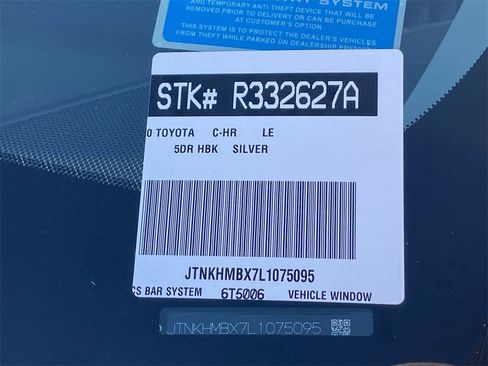 AND TEMPORARY ANTI-THEFT DEVICE THAT WILL BE
REMOVED PRIOR TO DELIVERY OR CAN BE PURCHASE
AT CUSTOMER'S OPTION.
THIS SYSTEM IS TO PROTECT THE DEALER'S VEHICLES
FROM THEFT WHILE PARKED ON DEALERSHIP
STK# R332627A
0 TOYOTA C-HR LE
5DR HBK SILVER
JTNKHMBX7L1075095
CS BAR SYSTEM 6T5006 VEHICLE WINDOW
JTNKHMBX7L1075095